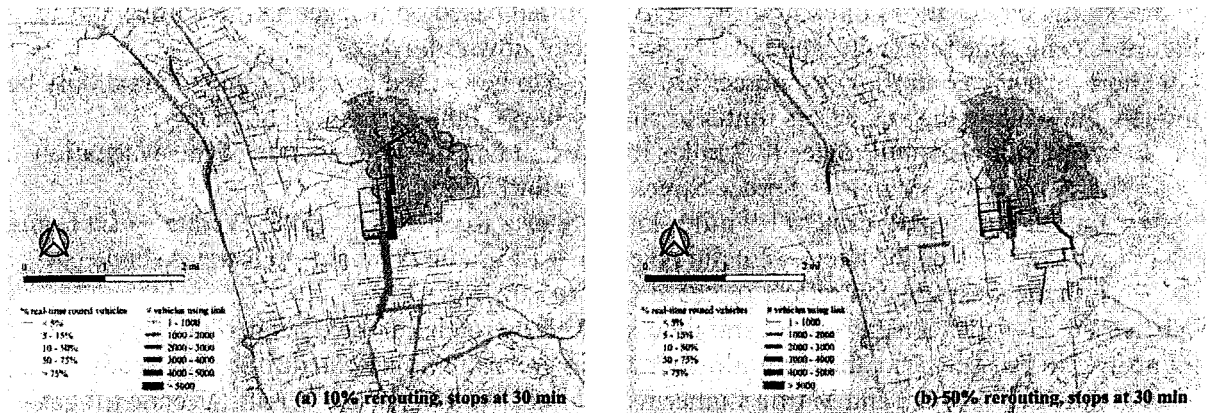 0 2 mi
% real-time routed vehicles # vehicles using link
< 5% 1 - 1000
5 - 15% 1000 - 2000
10 - 50% 2000 - 3000
50 - 75% 3000 - 4000
> 75% 4000 - 5000
> 5000
(a) 10% rerouting, stops at 30 min
0 2 mi
% real-time routed vehicles # vehicles using link
< 5% 1 - 1000
5 - 15% 1000 - 2000
10 - 50% 2000 - 3000
50 - 75% 3000 - 4000
> 75% 4000 - 5000
> 5000
(b) 50% rerouting, stops at 30 min